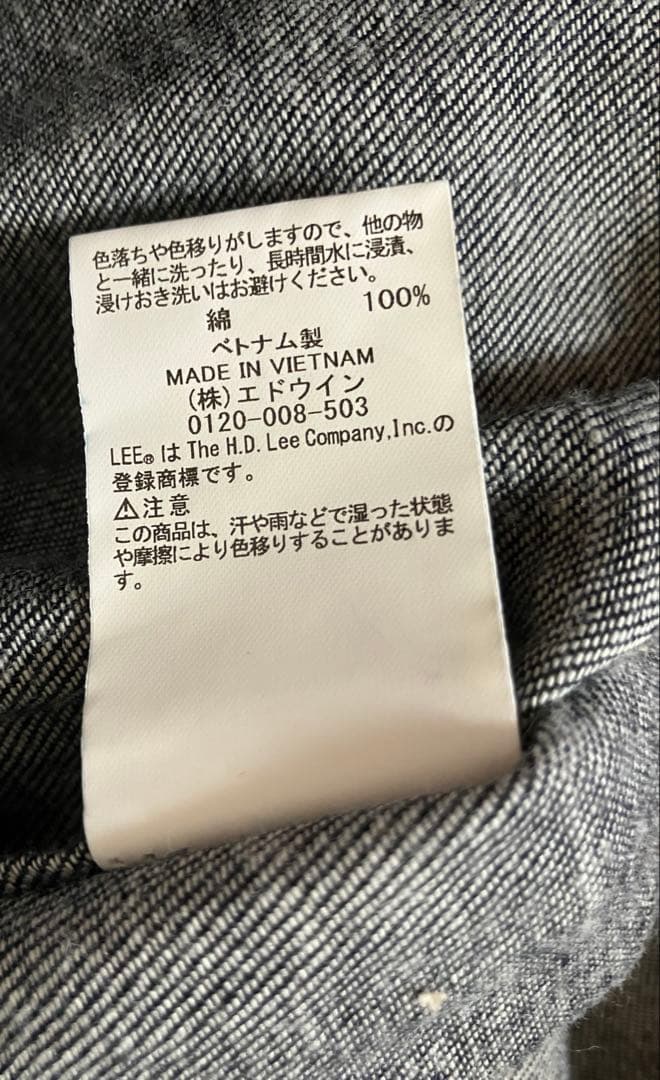 色落ちや色移りがしますので、他の物
と一緒に洗ったり、長時間水に浸漬、
浸けおき洗いはお避けください。
綿 100%
ベトナム製
MADE IN VIETNAM
(株)エドウイン
0120-008-503
LEE®は The H.D. Lee Company,Inc.の
登録商標です。
⚠注意
この商品は、汗や雨などで湿った状態
や摩擦により色移りすることがありま
す。